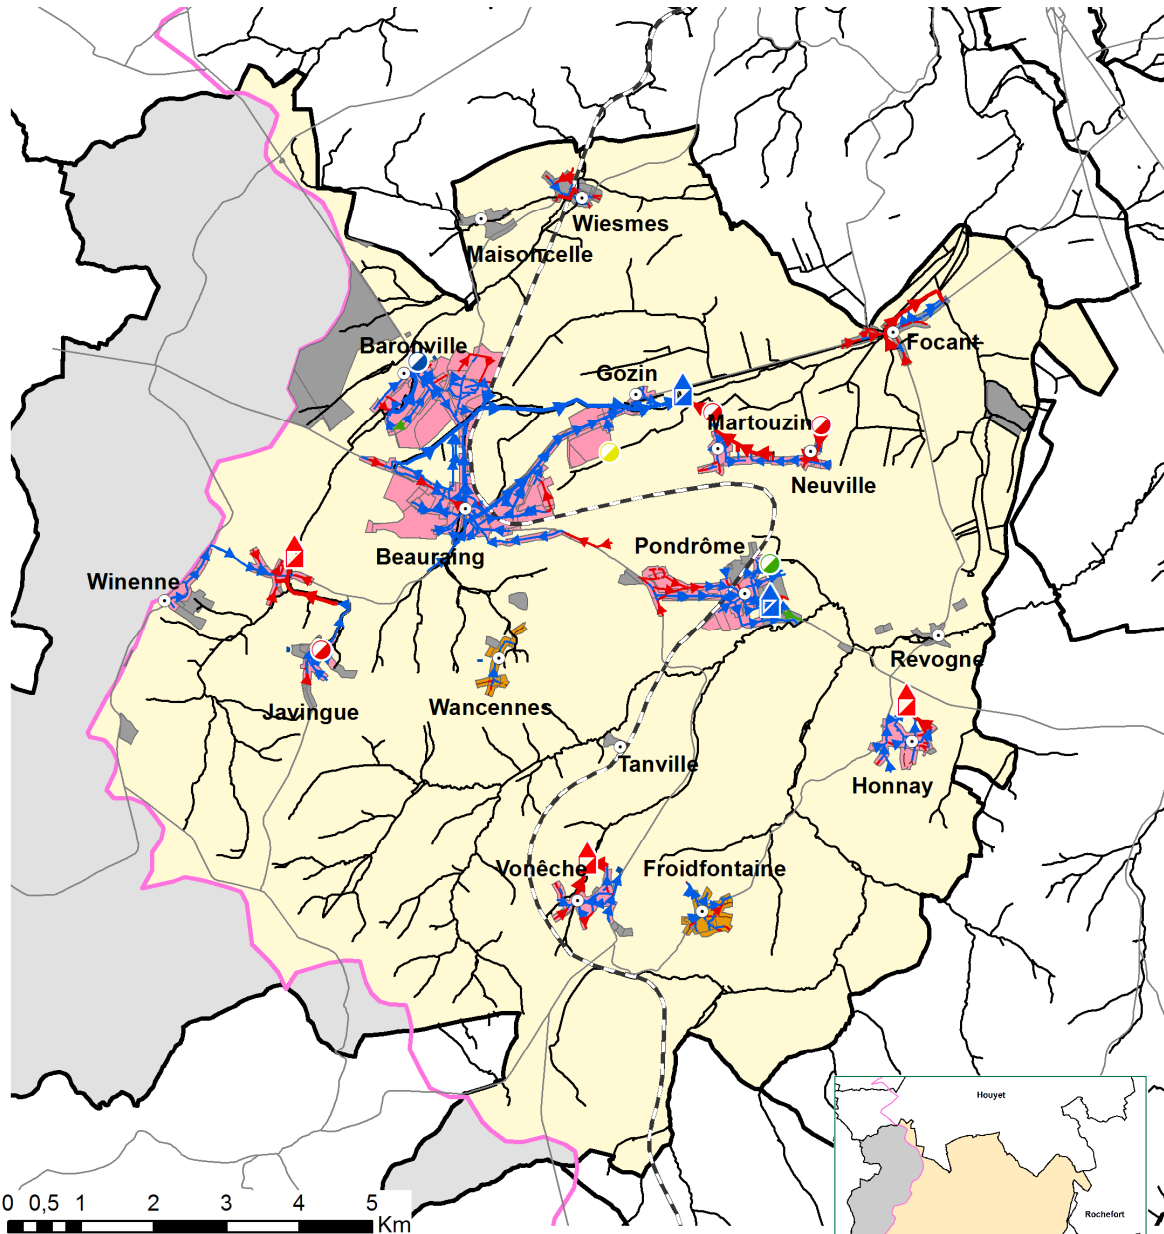 Wiesmes
Maisoncelle
Baronville
Focant
Gozin
Martouzin
Neuville
Beauraing
Pondrôme
Winenne
Revogne
Wancennes
Javingue
Tanville
Honnay
Vonêche
Froidfontaine
Houyet
Rochefort
0 0,5 1 2 3 4 5
Km